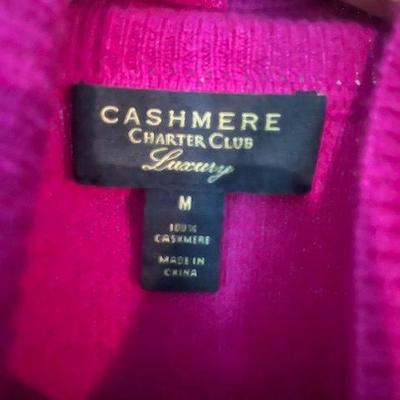 CASHMERE
CHARTER CLUB
Luxury
M
100%
CASHMERE
MADE IN
CHINA